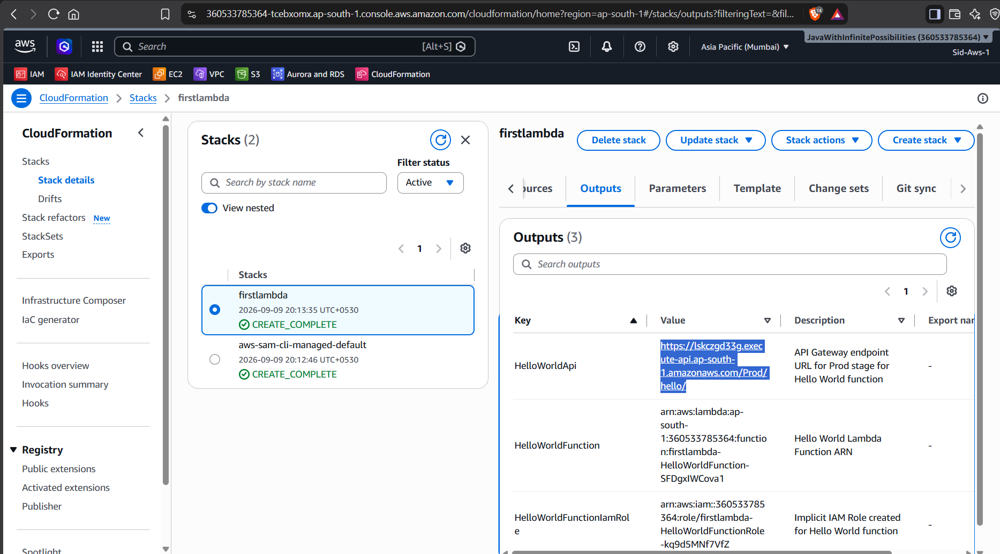 360533785364-tcebxomx.ap-south-1.console.aws.amazon.com/cloudformation/home?region=ap-south-1#/stacks/outputs?filteringText=&fil...
14
aws
Search
[Alt+S]
Asia Pacific (Mumbai)
JavaWithInfinitePossibilities (360533785364)
Sid-Aws-1
IAM
IAM Identity Center
EC2
VPC
S3
Aurora and RDS
CloudFormation
CloudFormation
Stacks
firstlambda
CloudFormation
Stacks
Stack details
Drifts
Stack refactors New
StackSets
Exports
Infrastructure Composer
IaC generator
Hooks overview
Invocation summary
Hooks
Registry
Public extensions
Activated extensions
Publisher
Spotlight
Stacks (2)
Filter status
Search by stack name
Active
View nested
1
Stacks
firstlambda
2026-09-09 20:13:35 UTC+0530
CREATE_COMPLETE
aws-sam-cli-managed-default
2026-09-09 20:12:46 UTC+0530
CREATE_COMPLETE
firstlambda
Delete stack
Update stack
Stack actions
Create stack
ources
Outputs
Parameters
Template
Change sets
Git sync
Outputs (3)
Search outputs
1
Key
Value
Description
Export nar
HelloWorldApi
https://lskczgd33g.exec
ute-api.ap-south-
1.amazonaws.com/Prod/
hello/
API Gateway endpoint
URL for Prod stage for
Hello World function
-
HelloWorldFunction
arn:aws:lambda:ap-
south-
1:360533785364:functio
n:firstlambda-
HelloWorldFunction-
SFDgxIWCova1
Hello World Lambda
Function ARN
-
HelloWorldFunctionIamRol
e
arn:aws:iam::360533785
364:role/firstlambda-
HelloWorldFunctionRole
-kq9d5MNf7VfZ
Implicit IAM Role created
for Hello World function
-